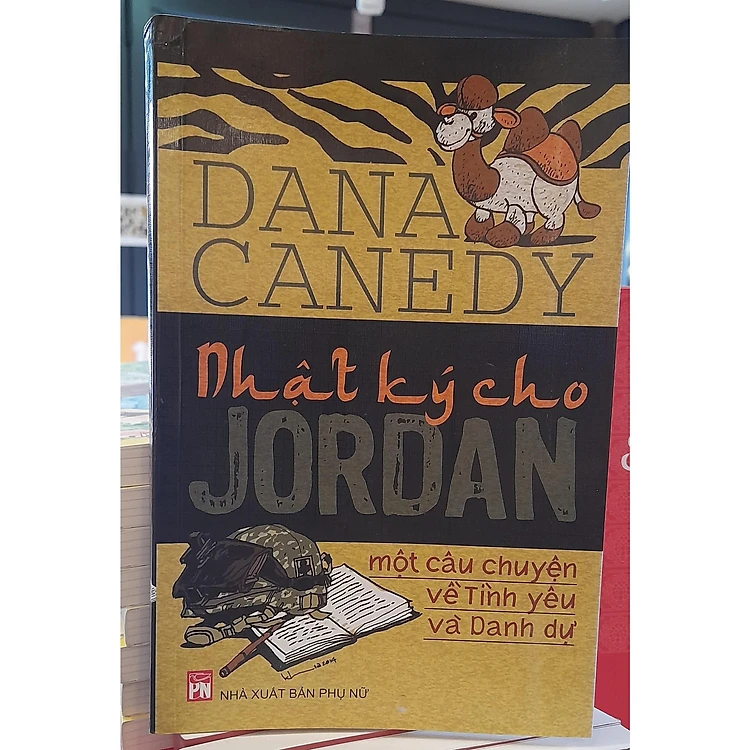 DANA
CANEDY
Nhật ký cho
JORDAN
một câu chuyện
về Tình yêu
và Danh dự
PN
NHÀ XUẤT BẢN PHỤ NỮ